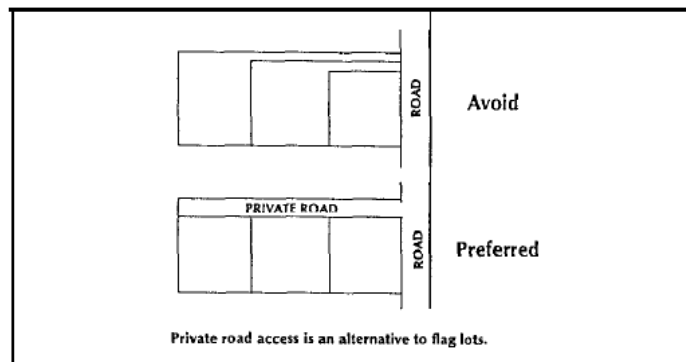 ROAD
Avoid
PRIVATE ROAD
ROAD
Preferred
Private road access is an alternative to flag lots.